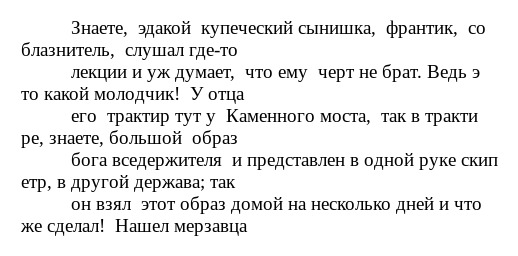 Знаете,  эдакой  купеческий сынишка,  франтик,  со
блазнитель,  слушал где-то
лекции и уж думает,  что ему  черт не брат. Ведь э
то какой молодчик!  У отца
его  трактир тут у  Каменного моста,  так в тракти
ре, знаете, большой  образ
бога вседержителя  и представлен в одной руке скип
етр, в другой держава; так
он взял  этот образ домой на несколько дней и что
же сделал!  Нашел мерзавца